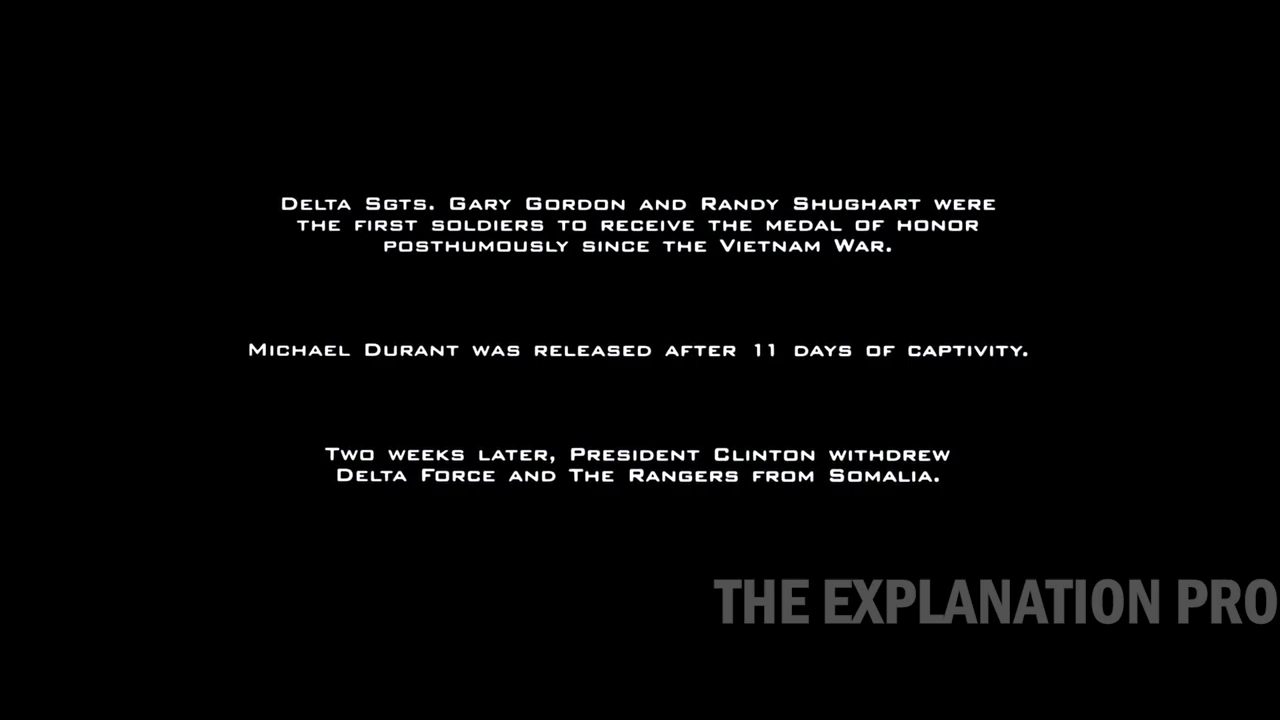 Delta Sgts. Gary Gordon and Randy Shughart were
the first soldiers to receive the Medal of Honor
posthumously since the Vietnam War.
Michael Durant was released after 11 days of captivity.
Two weeks later, President Clinton withdrew
Delta Force and The Rangers from Somalia.
THE EXPLANATION PRO